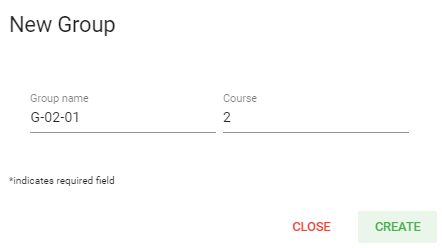 New Group
Group name Course
G-02-01 2
*indicates required field
CLOSE CREATE